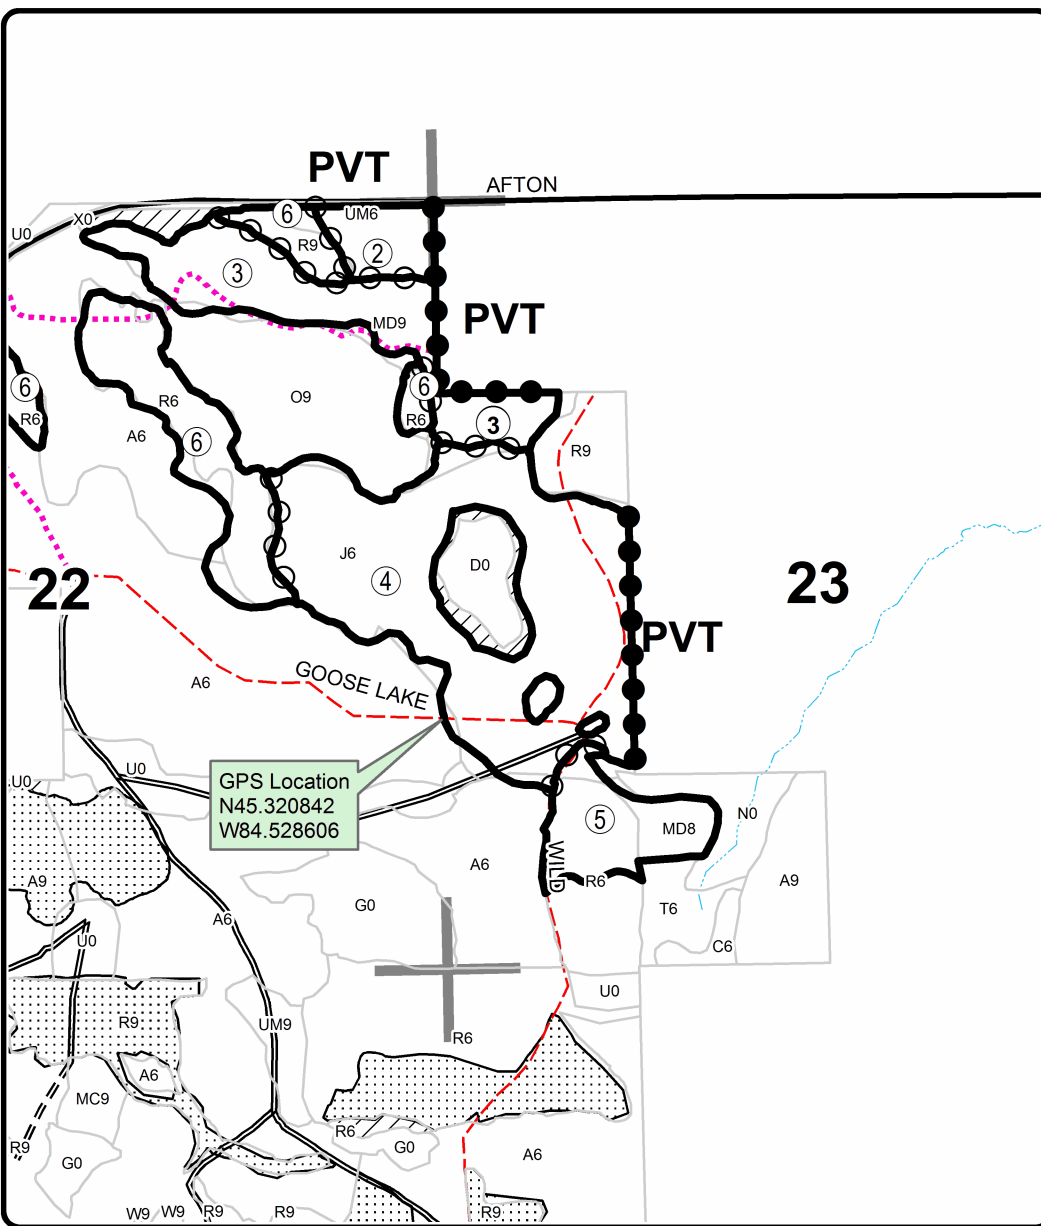 PVT
AFTON
6
UM6
X0
U0
R9
2
3
PVT
MD9
6
6
R6
R6
O9
R6
3
A6
6
R9
J6
D0
4
22
23
PVT
A6
GOOSE LAKE
U0
U0
GPS Location
N45.320842
W84.528606
5
N0
MD8
WILD
A6
R6
A9
A9
G0
T6
A6
U0
C6
U0
R9
UM9
R6
A6
MC9
R6
R9
G0
G0
A6
W9
W9
R9
R9
R9